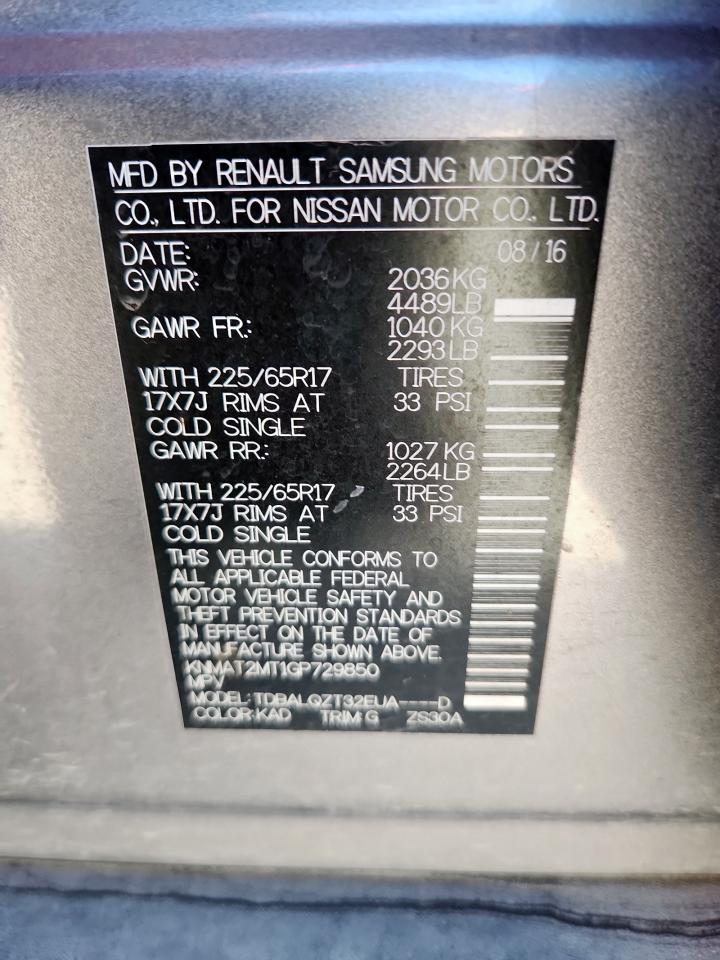 MFD BY RENAULT SAMSUNG MOTORS
CO., LTD. FOR NISSAN MOTOR CO., LTD.
DATE: 08/16
GVWR: 2036KG
4489LB
GAWR FR.: 1040KG
2293LB
WITH 225/65R17 TIRES
17X7J RIMS AT 33 PSI
COLD SINGLE
GAWR RR.: 1027KG
2264LB
WITH 225/65R17 TIRES
17X7J RIMS AT 33 PSI
COLD SINGLE
THIS VEHICLE CONFORMS TO
ALL APPLICABLE FEDERAL
MOTOR VEHICLE SAFETY AND
THEFT PREVENTION STANDARDS
IN EFFECT ON THE DATE OF
MANUFACTURE SHOWN ABOVE.
KNMAT2MT1GP729850
MPV
MODEL: TDBALQZT32EUA----D
COLOR:KAD TRIM:G ZS30A